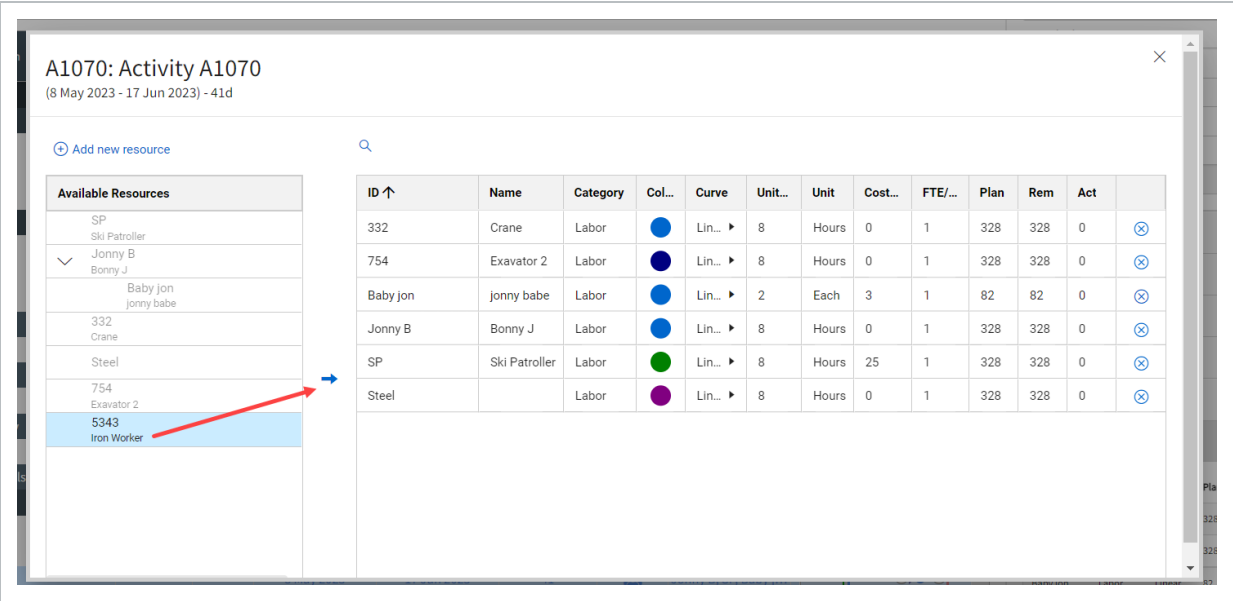 A1070: Activity A1070
(8 May 2023 - 17 Jun 2023) - 41d
Add new resource
Available Resources
SP
Ski Patroller
Jonny B
Bonny J
Baby jon
jonny babe
332
Crane
Steel
754
Exavator 2
5343
Iron Worker
ID Name Category Col... Curve Unit... Unit Cost... FTE/... Plan Rem Act
332 Crane Labor Lin... 8 Hours 0 1 328 328 0
754 Exavator 2 Labor Lin... 8 Hours 0 1 328 328 0
Baby jon jonny babe Labor Lin... 2 Each 3 1 82 82 0
Jonny B Bonny J Labor Lin... 8 Hours 0 1 328 328 0
SP Ski Patroller Labor Lin... 8 Hours 25 1 328 328 0
Steel Labor Lin... 8 Hours 0 1 328 328 0
Pla
328
328
82